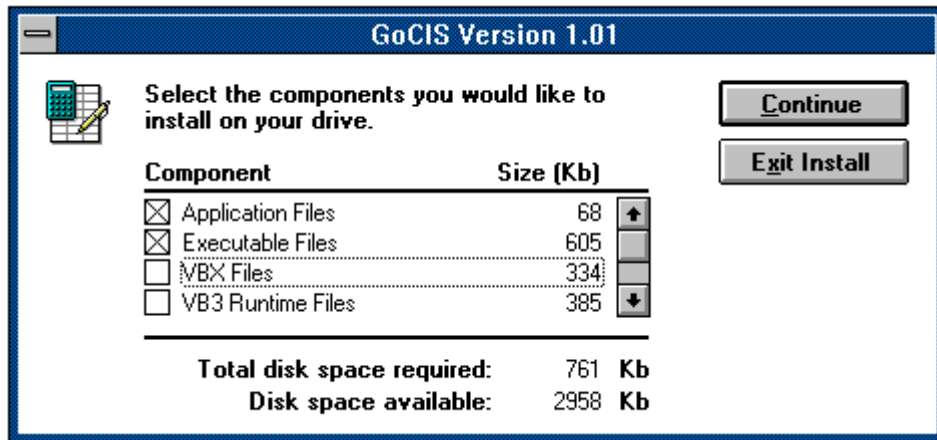 GoCIS Version 1.01
Select the components you would like to
install on your drive.
Continue
Exit Install
Component Size (Kb)
Application Files 68
Executable Files 605
VBX Files 334
VB3 Runtime Files 385
Total disk space required: 761 Kb
Disk space available: 2958 Kb